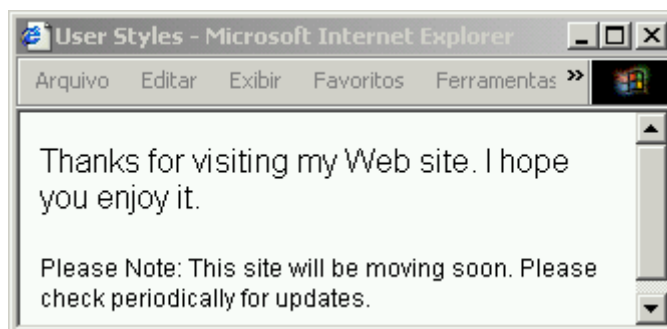 User Styles - Microsoft Internet Explorer
Arquivo Editar Exibir Favoritos Ferramentas »
Thanks for visiting my Web site. I hope
you enjoy it.
Please Note: This site will be moving soon. Please
check periodically for updates.